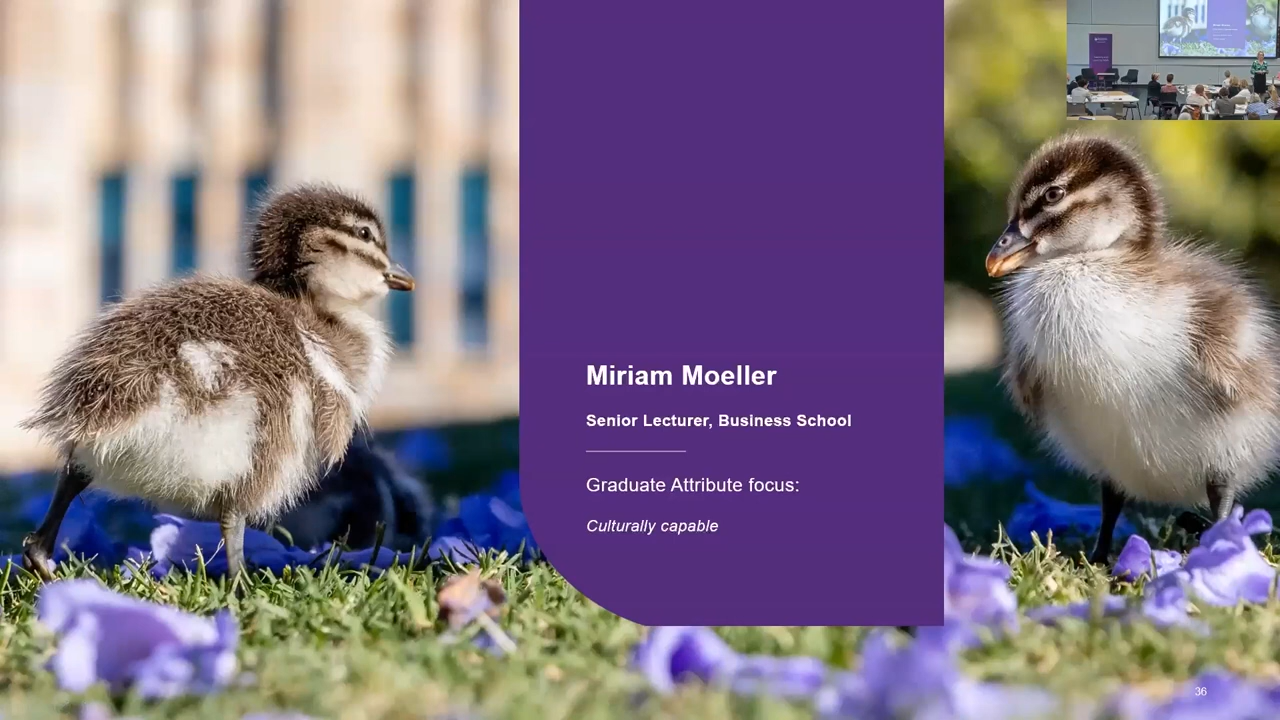 Miriam Moeller
Senior Lecturer, Business School
Graduate Attribute focus:
Culturally capable
36